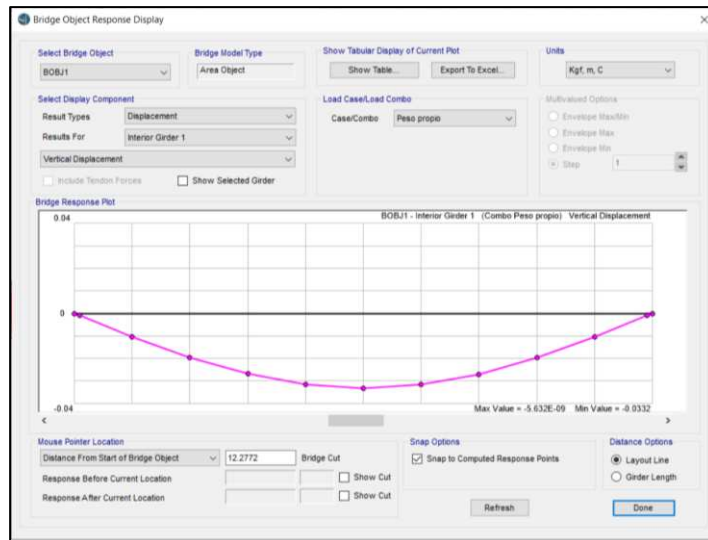 Bridge Object Response Display
Select Bridge Object
BOBJ1
Bridge Model Type
Area Object
Show Tabular Display of Current Plot
Show Table...
Export To Excel...
Units
Kgf, m, C
Select Display Component
Result Types
Displacement
Results For
Interior Girder 1
Vertical Displacement
Include Tendon Forces
Show Selected Girder
Load Case/Load Combo
Case/Combo
Peso propio
Multivalued Options
Envelope Max/Min
Envelope Max
Envelope Min
Step
1
Bridge Response Plot
0.04
BOBJ1 - Interior Girder 1 (Combo Peso propio) Vertical Displacement
0
-0.04
Max Value = -5.632E-09 Min Value = -0.0332
Mouse Pointer Location
Distance From Start of Bridge Object
12.2772
Bridge Cut
Response Before Current Location
Show Cut
Response After Current Location
Show Cut
Snap Options
Snap to Computed Response Points
Distance Options
Layout Line
Girder Length
Refresh
Done